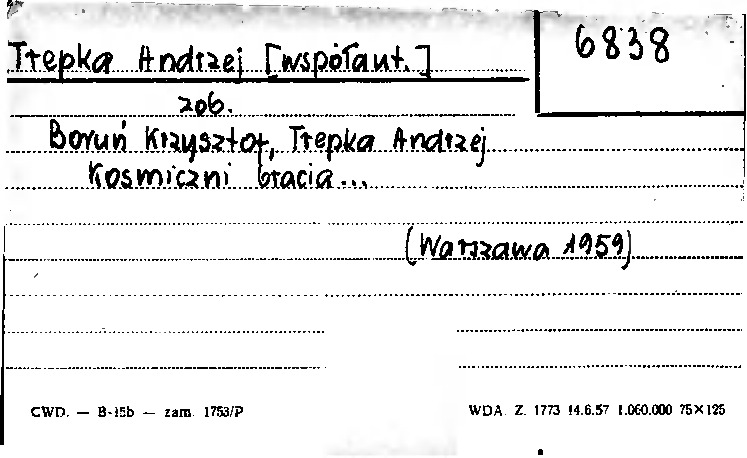 6838
Trepka Andrzej [współaut.]
zob.
Boruń Krzysztof, Trepka Andrzej
Kosmiczni bracia...
(Warszawa 1959)
CWD. — B-15b — zam. 1753/P
WDA. Z. 1773 14.6.57 1.060.000 75×125